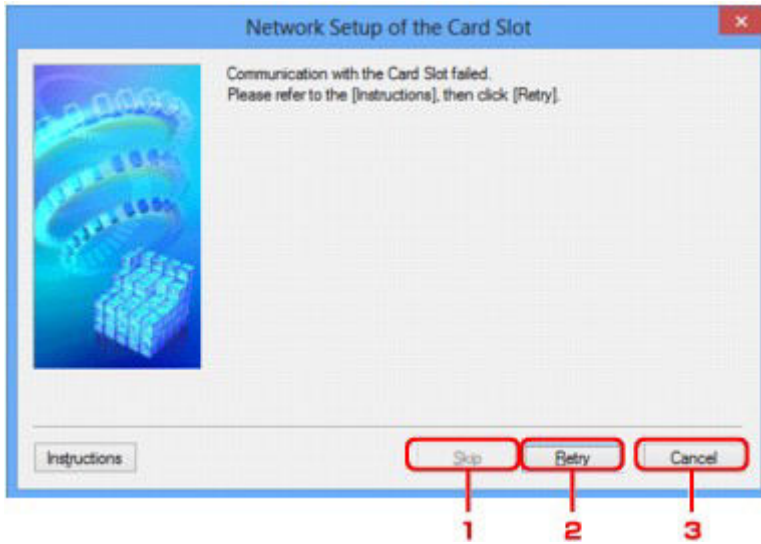 Network Setup of the Card Slot
Communication with the Card Slot failed.
Please refer to the [Instructions], then click [Retry].
Instructions
Skip
Retry
Cancel
1
2
3